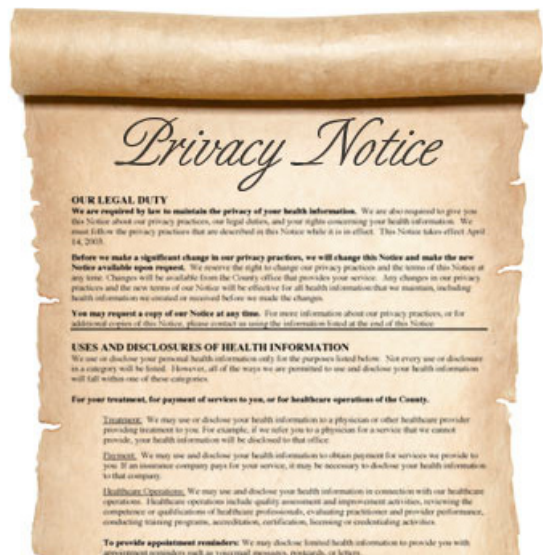 Privacy Notice
OUR LEGAL DUTY
We are required by law to maintain the privacy of your health information. We are also required to give you
this Notice about our privacy practices, our legal duties, and your rights concerning your health information. We
must follow the privacy practices that are described in this Notice while it is in effect. This Notice takes effect April
14, 2003.
Before we make a significant change in our privacy practices, we will change this Notice and make the new
Notice available upon request. We reserve the right to change our privacy practices and the terms of this Notice at
any time. Changes will be available from the County office that provides your service. Any changes in our privacy
practices and the new terms of our Notice will be effective for all health information that we maintain, including
health information we created or received before we made the changes.
You may request a copy of our Notice at any time. For more information about our privacy practices, or for
additional copies of this Notice, please contact us using the information listed at the end of this Notice
USES AND DISCLOSURES OF HEALTH INFORMATION
We use or disclose your personal health information only for the purposes listed below. Not every use or disclosure
in a category will be listed. However, all of the ways we are permitted to use and disclose your health information
will fall within one of these categories.
For your treatment, for payment of services to you, or for healthcare operations of the County.
Treatment: We may use or disclose your health information to a physician or other healthcare provider
providing treatment to you. For example, if we refer you to a physician for a service that we cannot
provide, your health information will be disclosed to that office.
Payment: We may use and disclose your health information to obtain payment for services we provide to
you. If an insurance company pays for your service, it may be necessary to disclose your health information
to that company.
Healthcare Operations: We may use and disclose your health information in connection with our healthcare
operations. Healthcare operations include quality assessment and improvement activities, reviewing the
competence or qualifications of healthcare professionals, evaluating practitioner and provider performance,
conducting training programs, accreditation, certification, licensing or credentialing activities.
To provide appointment reminders: We may disclose limited health information to provide you with
appointment reminders such as voicemail messages, postcards, or letters.